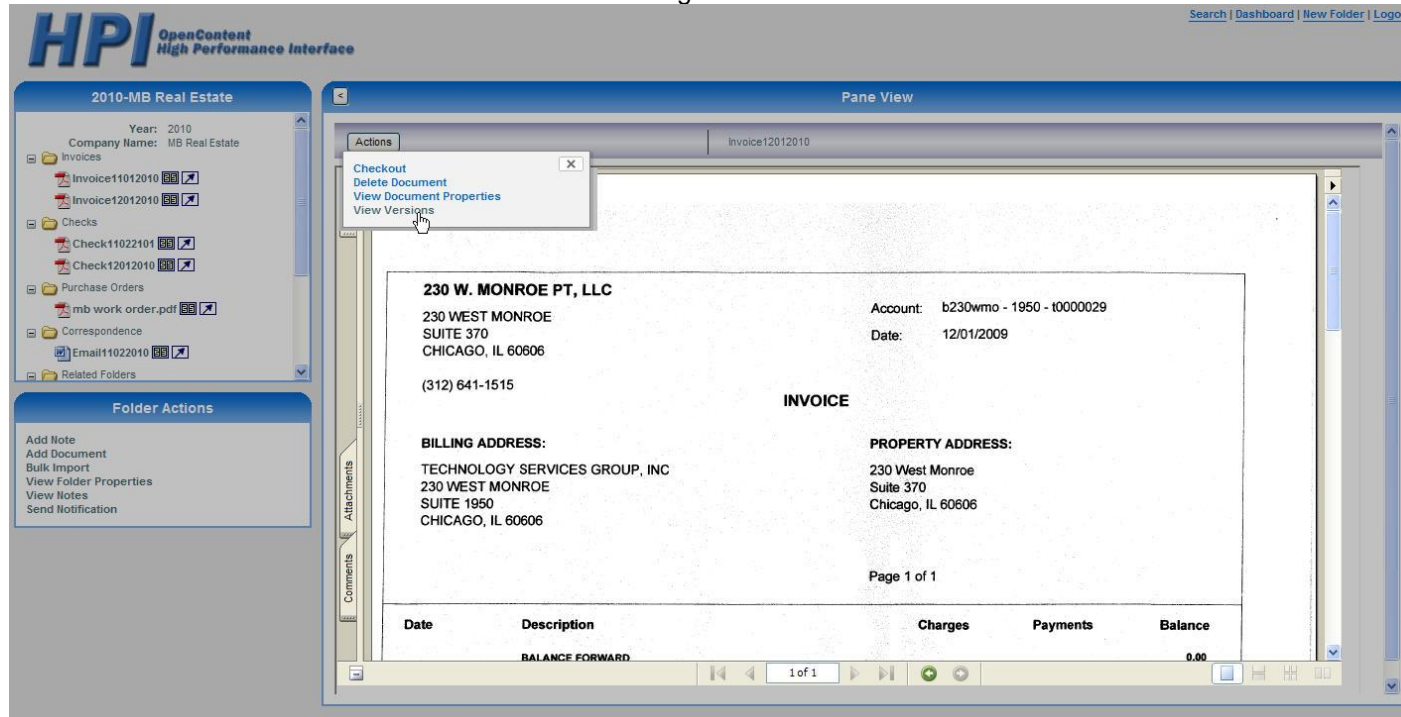 Search | Dashboard | New Folder | Logo
HPI OpenContent
High Performance Interface
2010-MB Real Estate
Year: 2010
Company Name: MB Real Estate
Invoices
Invoice11012010
Invoice12012010
Checks
Check11022101
Check12012010
Purchase Orders
mb work order.pdf
Correspondence
Email11022010
Related Folders
Folder Actions
Add Note
Add Document
Bulk Import
View Folder Properties
View Notes
Send Notification
< Pane View
Actions Invoice12012010
Checkout X
Delete Document
View Document Properties
View Versions
230 W. MONROE PT, LLC
230 WEST MONROE
SUITE 370
CHICAGO, IL 60606
(312) 641-1515
Account: b230wmo - 1950 - t0000029
Date: 12/01/2009
INVOICE
BILLING ADDRESS:
TECHNOLOGY SERVICES GROUP, INC
230 WEST MONROE
SUITE 1950
CHICAGO, IL 60606
PROPERTY ADDRESS:
230 West Monroe
Suite 370
Chicago, IL 60606
Page 1 of 1
Attachments
Comments
Date Description Charges Payments Balance
BALANCE FORWARD 0.00
1 of 1